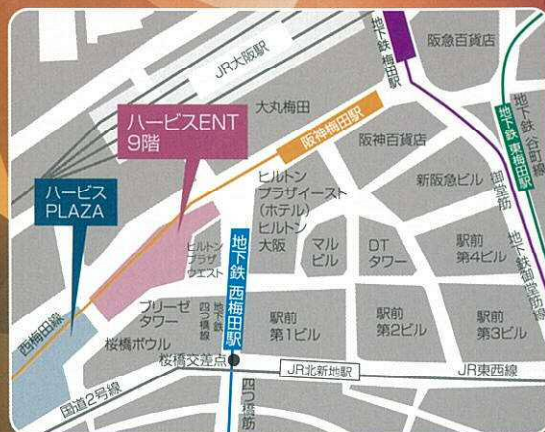 JR大阪駅
地下鉄 梅田駅
阪急百貨店
地下鉄 東梅田駅
地下鉄 谷町線
大丸梅田
阪神梅田駅
ハービスENT
9階
阪神百貨店
新阪急ビル
御堂筋
地下鉄御堂筋線
ハービス
PLAZA
ヒルトン
プラザイースト
(ホテル)
ヒルトン
大阪
マル
ビル
DT
タワー
駅前
第4ビル
ヒルトン
プラザ
ウエスト
地下鉄 西梅田駅
西梅田線
ブリーゼ
タワー
地下鉄
四つ橋線
桜橋ボウル
駅前
第1ビル
駅前
第2ビル
駅前
第3ビル
桜橋交差点
JR北新地駅
JR東西線
国道2号線
四つ橋筋